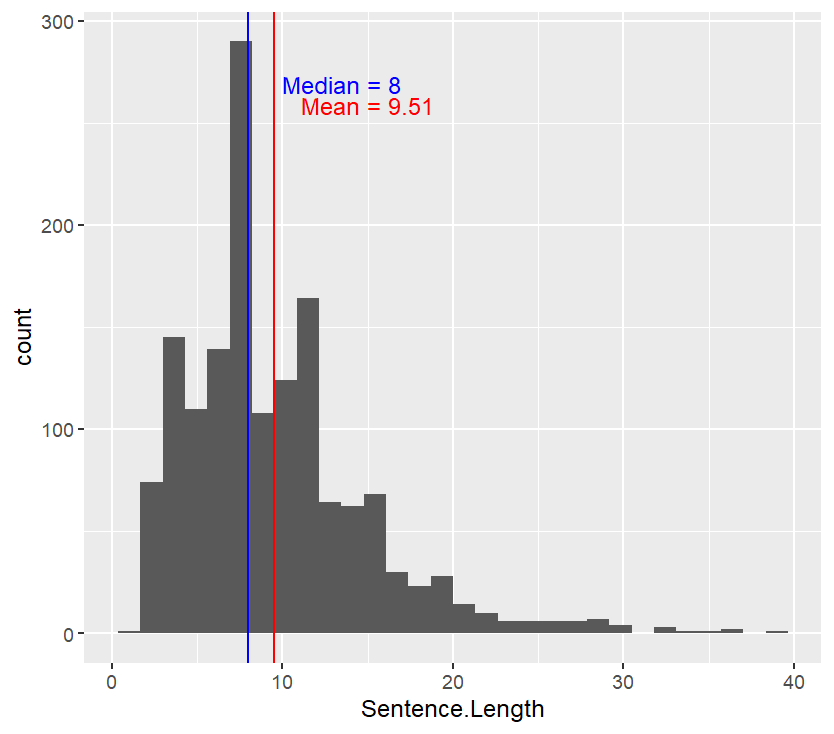 300
Median = 8
Mean = 9.51
200
count
100
0
0 10 20 30 40
Sentence.Length